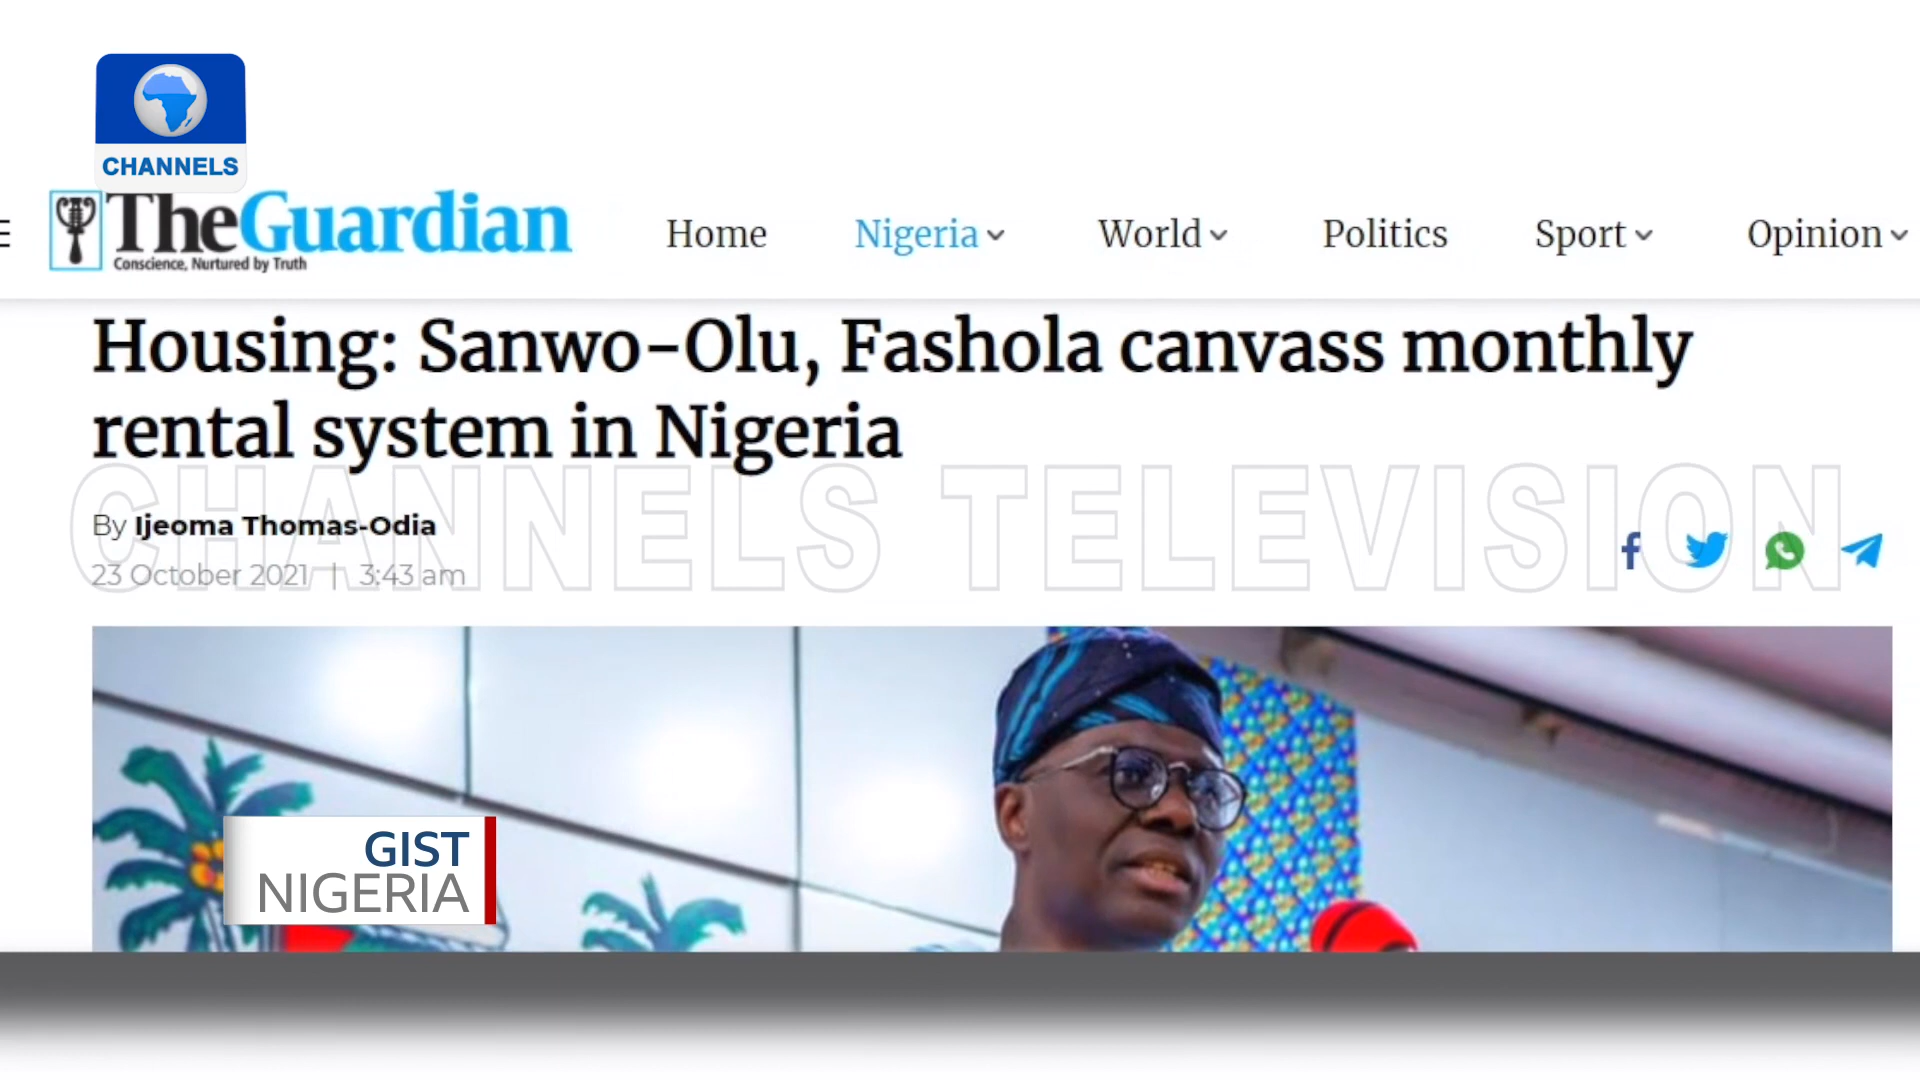 CHANNELS
TheGuardian
Conscience, Nurtured by Truth
Home Nigeria World Politics Sport Opinion
Housing: Sanwo-Olu, Fashola canvass monthly
rental system in Nigeria
CHANNELS TELEVISION
By Ijeoma Thomas-Odia
23 October 2021 | 3:43 am
GIST
NIGERIA